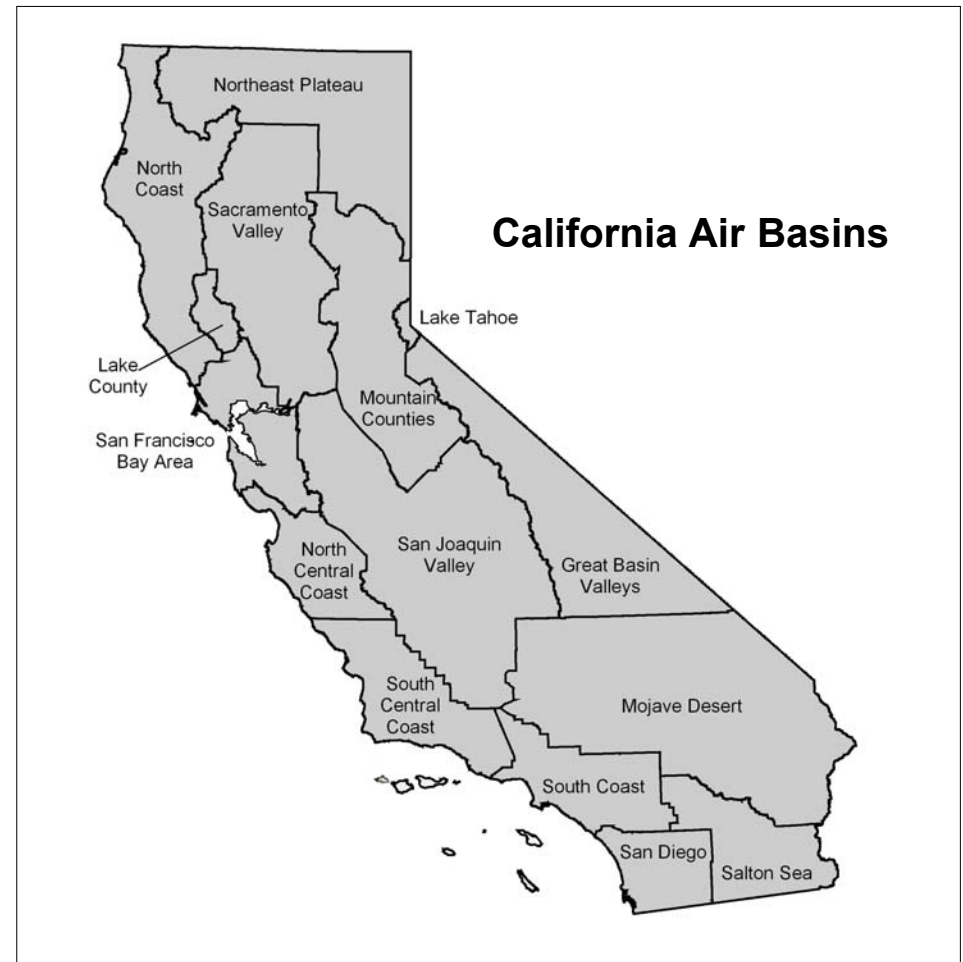 Northeast Plateau
North
Coast
Sacramento
Valley
California Air Basins
Lake Tahoe
Lake
County
Mountain
Counties
San Francisco
Bay Area
North
Central
Coast
San Joaquin
Valley
Great Basin
Valleys
South
Central
Coast
Mojave Desert
South Coast
San Diego
Salton Sea